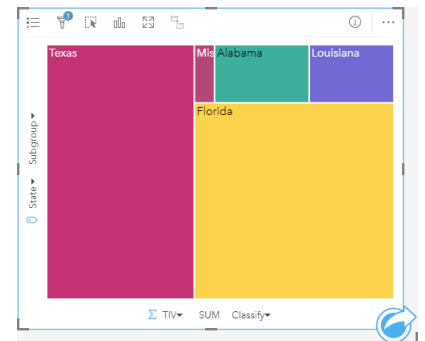 1
Texas
Mis
Alabama
Louisiana
Florida
Subgroup
State
Σ TIV SUM Classify